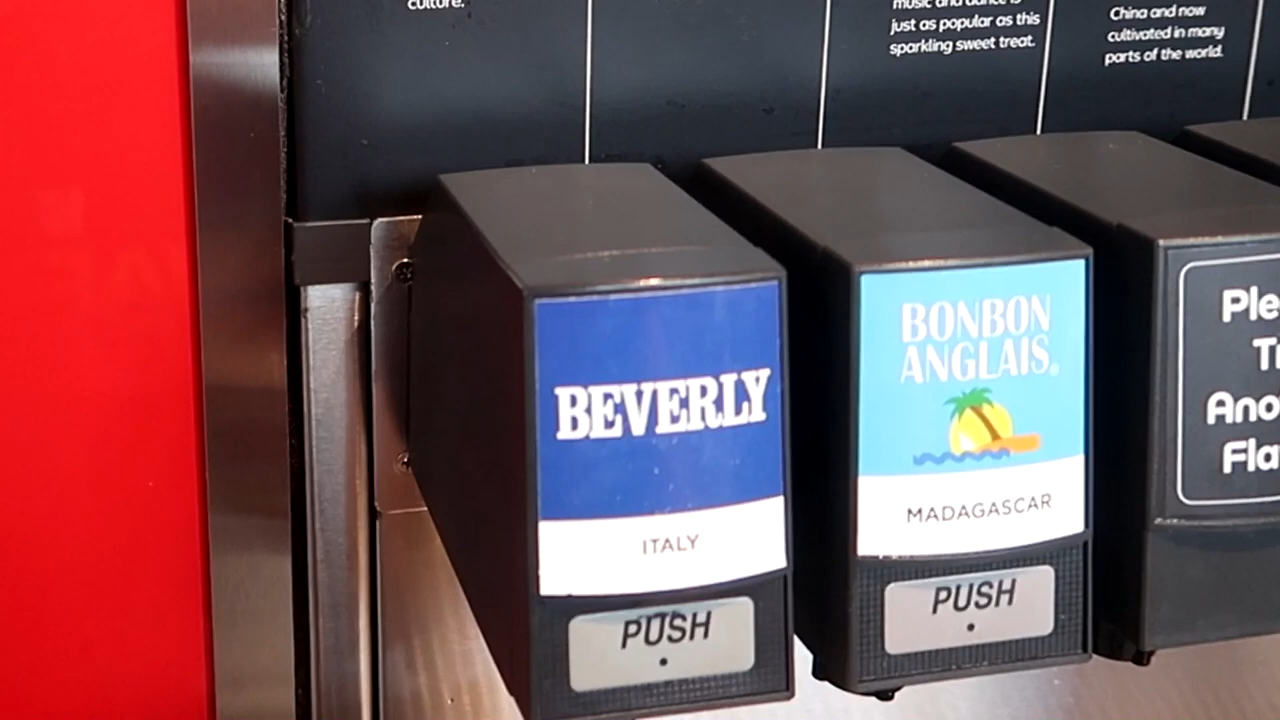 culture.
music and dance is
just as popular as this
sparkling sweet treat.
China and now
cultivated in many
parts of the world.
BEVERLY
ITALY
PUSH
BONBON
ANGLAIS®
MADAGASCAR
PUSH